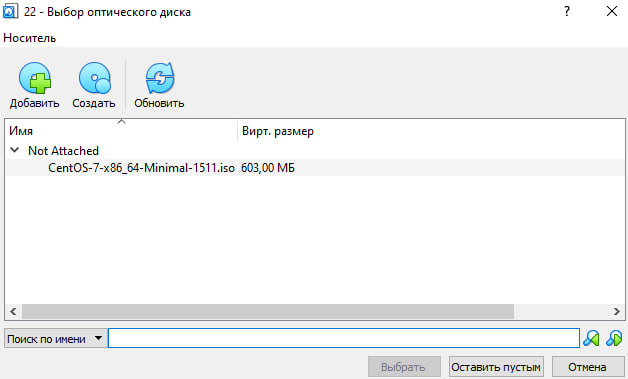 22 - Выбор оптического диска
?
Носитель
Добавить
Создать
Обновить
Имя
Вирт. размер
Not Attached
CentOS-7-x86_64-Minimal-1511.iso 603,00 МБ
Поиск по имени
Выбрать
Оставить пустым
Отмена